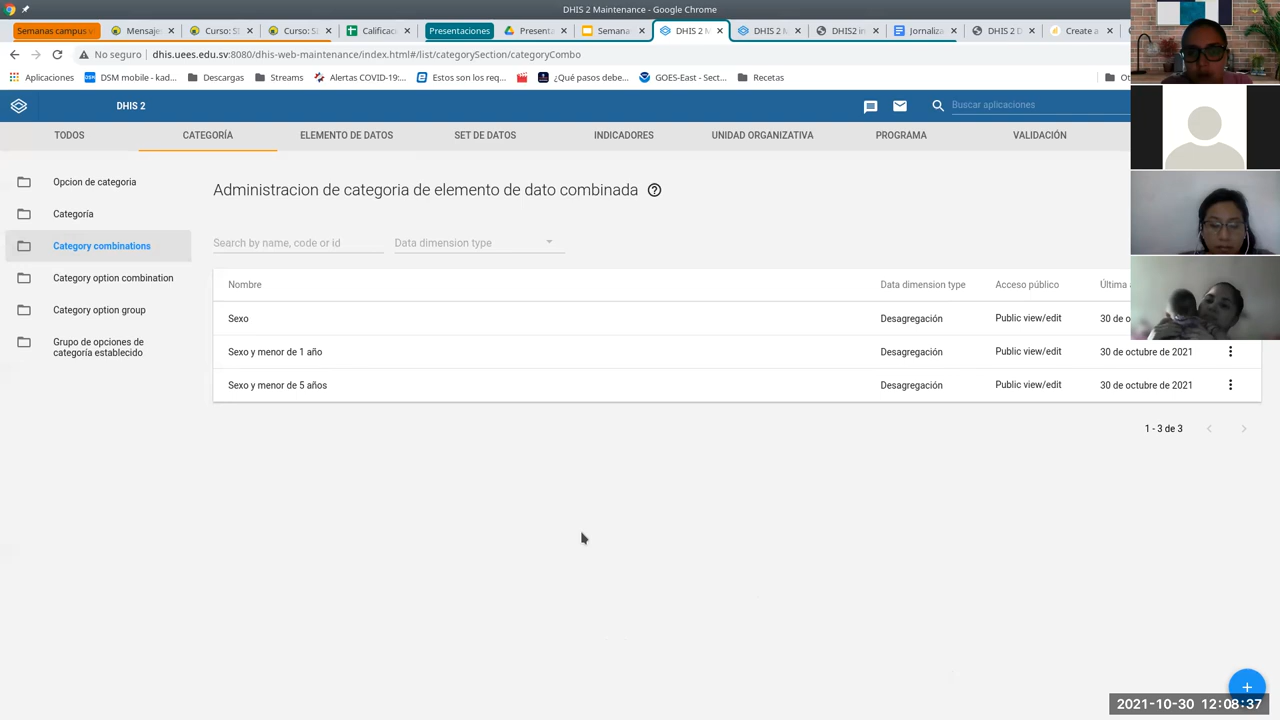 DHIS 2 Maintenance - Google Chrome
Semanas campus v
Mensaje
Curso: SI
Curso: SI
Calificaci
Presentaciones
Present
Semana
DHIS 2 M
DHIS 2 M
DHIS2 in
Jornaliza
DHIS 2 D
Create a
No seguro
dhis.uees.edu.sv:8080/dhis-web-maintenance/index.html#/list/categorySection/categoryCombo
Aplicaciones
DSM mobile - kad...
Descargas
Streams
Alertas COVID-19:...
Estos son los req...
¿Qué pasos debe...
GOES-East - Sect...
Recetas
DHIS 2
Buscar aplicaciones
TODOS
CATEGORÍA
ELEMENTO DE DATOS
SET DE DATOS
INDICADORES
UNIDAD ORGANIZATIVA
PROGRAMA
VALIDACIÓN
Opcion de categoria
Categoría
Category combinations
Category option combination
Category option group
Grupo de opciones de
categoría establecido
Administracion de categoria de elemento de dato combinada
Search by name, code or id
Data dimension type
Nombre Data dimension type Acceso público Última a
Sexo Desagregación Public view/edit 30 de o
Sexo y menor de 1 año Desagregación Public view/edit 30 de octubre de 2021
Sexo y menor de 5 años Desagregación Public view/edit 30 de octubre de 2021
1 - 3 de 3
2021-10-30 12:08:37